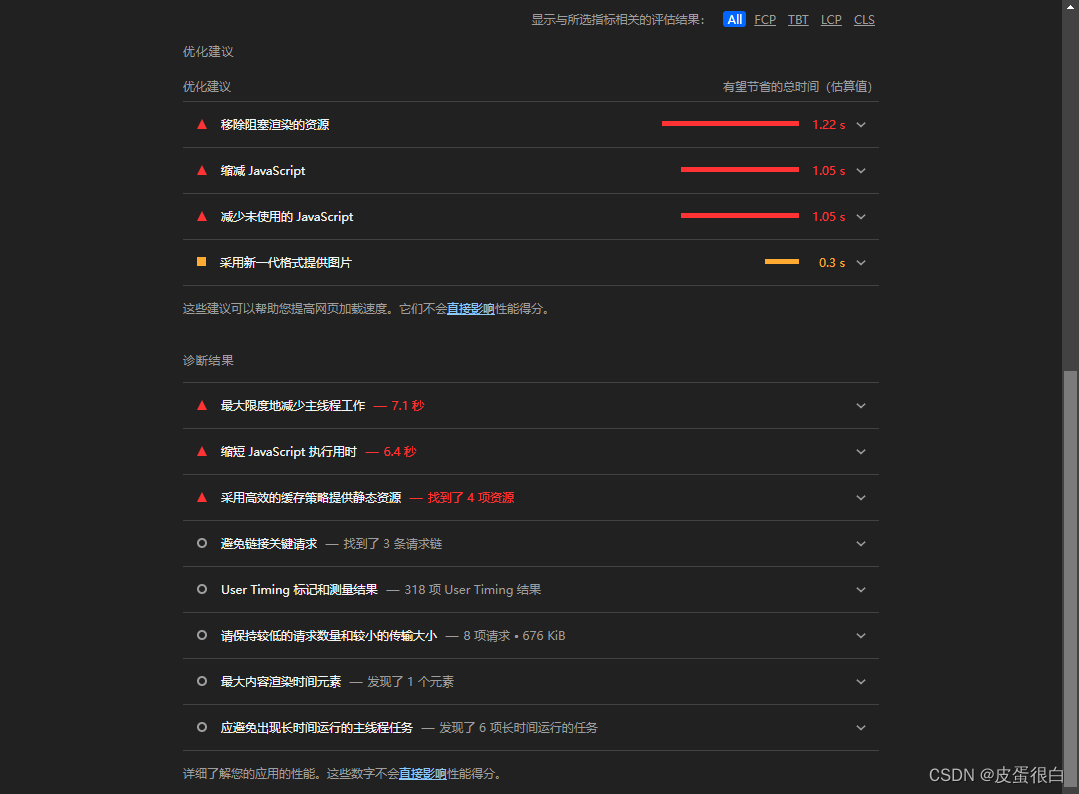 显示与所选指标相关的评估结果: All FCP TBT LCP CLS
优化建议
优化建议 有望节省的总时间（估算值）
移除阻塞渲染的资源 1.22 s
缩减 JavaScript 1.05 s
减少未使用的 JavaScript 1.05 s
采用新一代格式提供图片 0.3 s
这些建议可以帮助您提高网页加载速度。它们不会直接影响性能得分。
诊断结果
最大限度地减少主线程工作 — 7.1 秒
缩短 JavaScript 执行用时 — 6.4 秒
采用高效的缓存策略提供静态资源 — 找到了 4 项资源
避免链接关键请求 — 找到了 3 条请求链
User Timing 标记和测量结果 — 318 项 User Timing 结果
请保持较低的请求数量和较小的传输大小 — 8 项请求 • 676 KiB
最大内容渲染时间元素 — 发现了 1 个元素
应避免出现长时间运行的主线程任务 — 发现了 6 项长时间运行的任务
详细了解您的应用的性能。这些数字不会直接影响性能得分。
CSDN @皮蛋很白